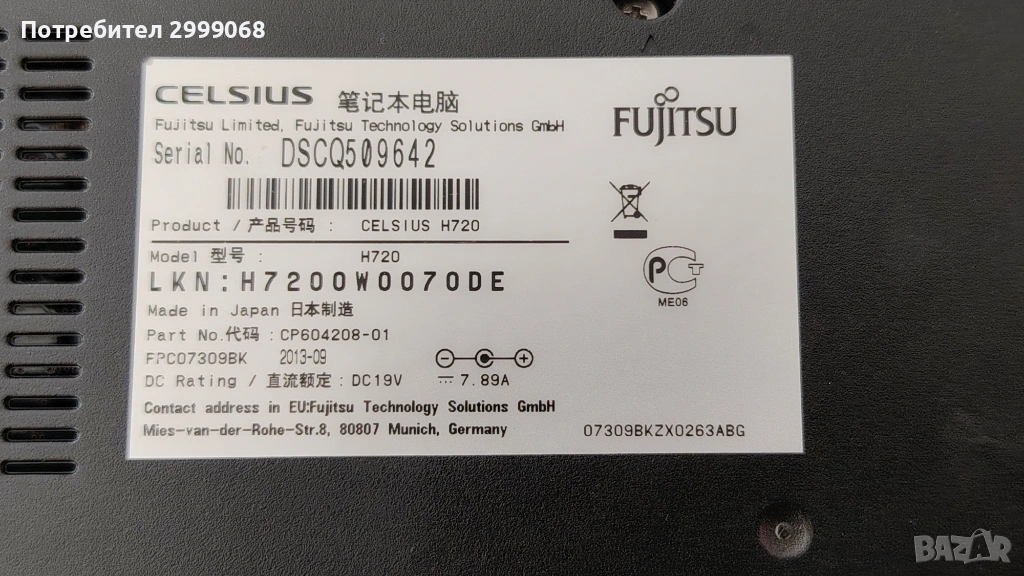 Потребител 2999068
CELSIUS 笔记本电脑
FUJITSU
Fujitsu Limited, Fujitsu Technology Solutions GmbH
Serial No. DSCQ509642
Product / 产品号码 : CELSIUS H720
Model 型号 : H720
LKN:H7200W0070DE
Made in Japan 日本制造
Part No.代码 : CP604208-01
FPC07309BK 2013-09
DC Rating / 直流额定 : DC19V 7.89A
Contact address in EU:Fujitsu Technology Solutions GmbH
Mies-van-der-Rohe-Str.8, 80807 Munich, Germany
PCT
ME06
07309BKZX0263ABG
BAZAR